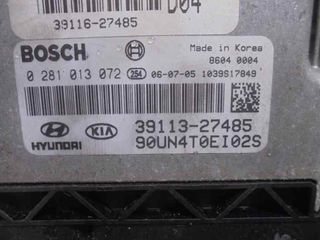 D04
39116-27485
BOSCH
Made in Korea
8604 0004
0 281 013 072 254 06-07-05 1039S17849
HYUNDAI KIA 39113-27485
90UN4T0EI02S